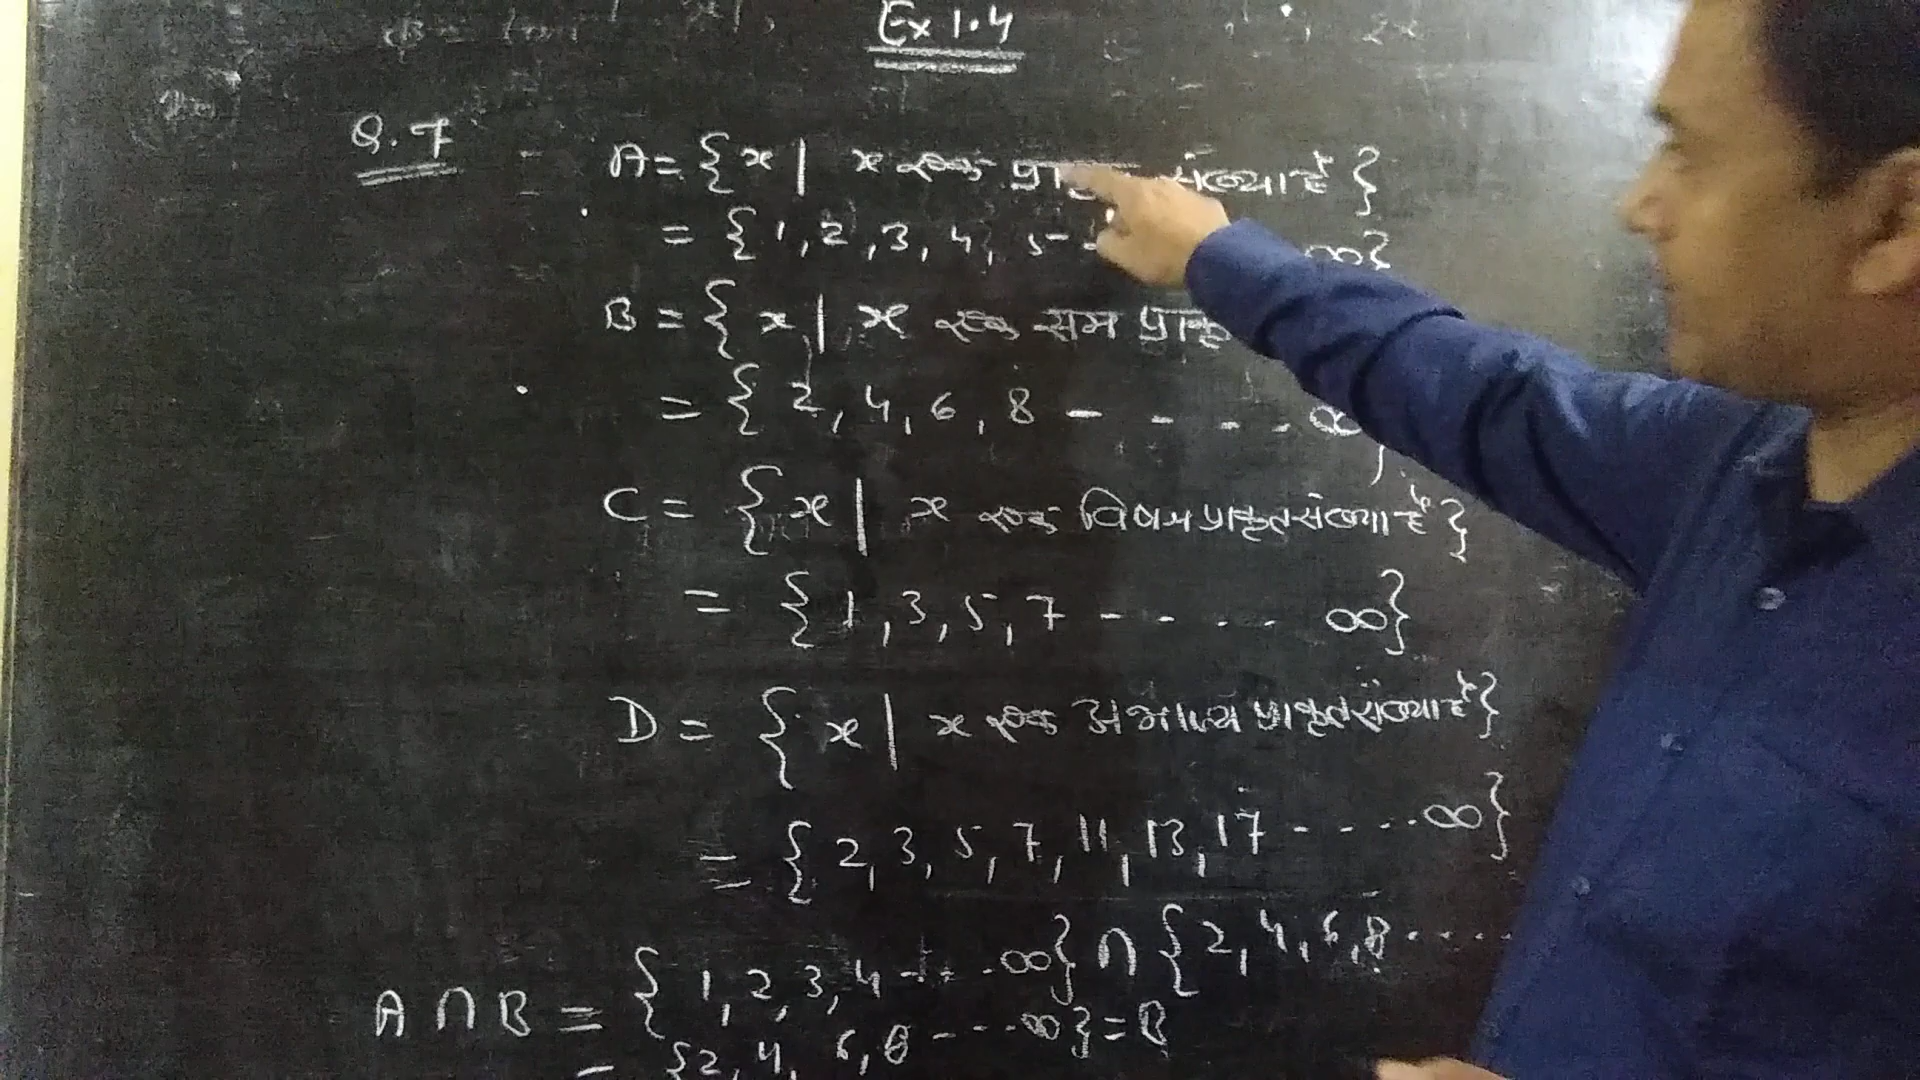 Ex 1.4
Q.7 A = {x | x एक संख्या है}
= {1, 2, 3, 4, 5 - ∞}
B = {x | x एक सम प्राकृ
= {2, 4, 6, 8 - - - . . ∞
C = {x | x एक विषम प्राकृत संख्या है}
= {1, 3, 5, 7 - - - . . ∞}
D = {x | x एक अभाज्य प्राकृत संख्या है}
= {2, 3, 5, 7, 11, 13, 17 - - - . . ∞}
A ∩ B = {1, 2, 3, 4 - . . . ∞} ∩ {2, 4, 6, 8 . . . .
= {2, 4, 6, 8 - - - . . ∞} = B